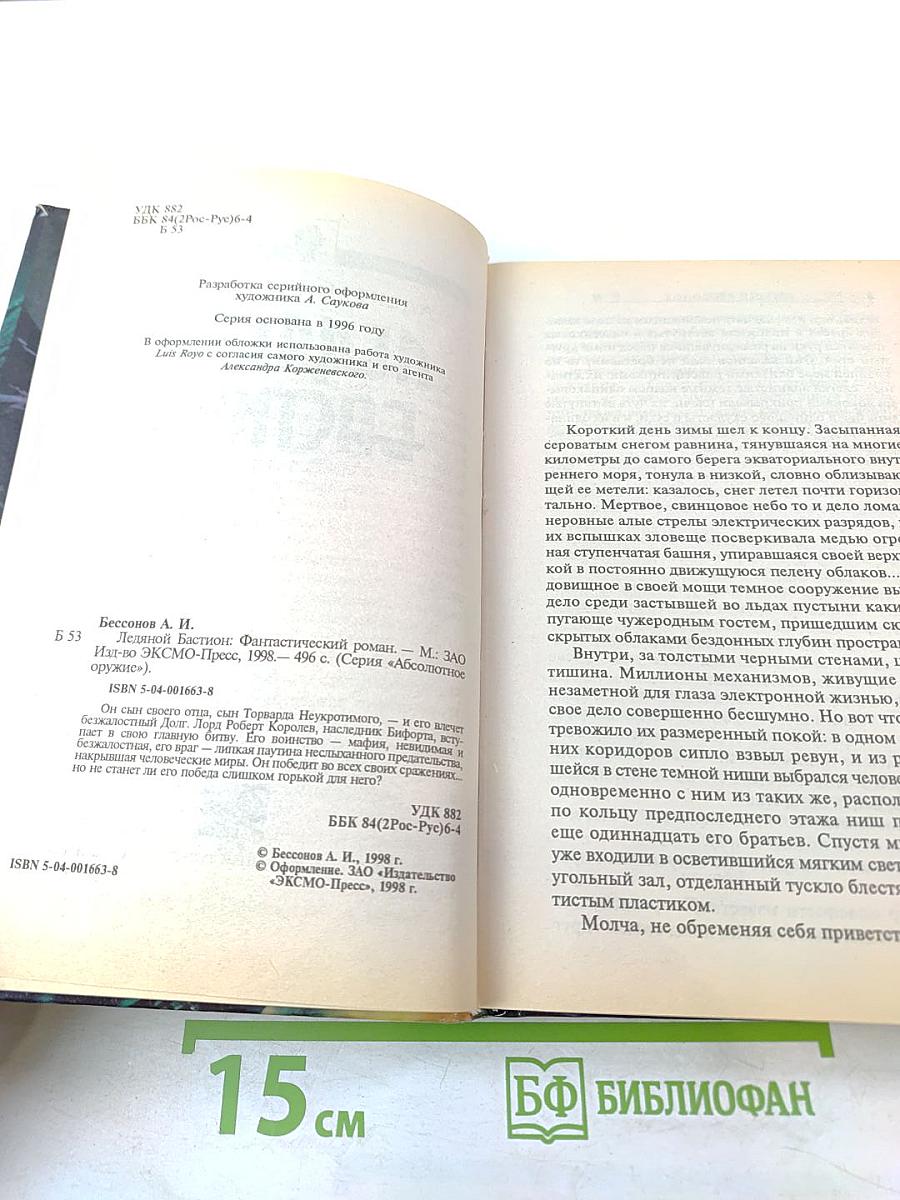 УДК 882
ББК 84(2Рос-Рус)6-4
Б 53
Разработка серийного оформления
художника А. Саукова
Серия основана в 1996 году
В оформлении обложки использована работа художника
Luis Royo с согласия самого художника и его агента
Александра Корженевского.
Бессонов А. И.
Б 53 Ледяной Бастион: Фантастический роман. — М.: ЗАО
Изд-во ЭКСМО-Пресс, 1998.— 496 с. (Серия «Абсолютное
оружие»).
ISBN 5-04-001663-8
Он сын своего отца, сын Торварда Неукротимого, — и его влечет
безжалостный Долг. Лорд Роберт Королев, наследник Бифорта, всту-
пает в свою главную битву. Его воинство — мафия, невидимая и
безжалостная, его враг — липкая паутина неслыханного предательства,
накрывшая человеческие миры. Он победит во всех своих сражениях...
но не станет ли его победа слишком горькой для него?
УДК 882
ББК 84(2Рос-Рус)6-4
© Бессонов А. И., 1998 г.
© Оформление. ЗАО «Издательство
«ЭКСМО-Пресс», 1998 г.
ISBN 5-04-001663-8
Короткий день зимы шел к концу. Засыпанная
сероватым снегом равнина, тянувшаяся на многие
километры до самого берега экваториального внут
реннего моря, тонула в низкой, словно облизываю
щей ее метели: казалось, снег летел почти горизон
тально. Мертвое, свинцовое небо то и дело лома
неровные алые стрелы электрических разрядов,
их вспышках зловеще посверкивала медью огро
ная ступенчатая башня, упиравшаяся своей верх
кой в постоянно движущуюся пелену облаков...
довищное в своей мощи темное сооружение вы
дело среди застывшей во льдах пустыни каки
пугающе чужеродным гостем, пришедшим сю
скрытых облаками бездонных глубин простра
Внутри, за толстыми черными стенами, ц
тишина. Миллионы механизмов, живущие
незаметной для глаза электронной жизнью,
свое дело совершенно бесшумно. Но вот что
тревожило их размеренный покой: в одном
них коридоров сипло взвыл ревун, и из р
шейся в стене темной ниши выбрался челове
одновременно с ним из таких же, распол
по кольцу предпоследнего этажа ниш п
еще одиннадцать его братьев. Спустя м
уже входили в осветившийся мягким свет
угольный зал, отделанный тускло блестя
тистым пластиком.
Молча, не обременяя себя приветст
15 см
БФ БИБЛИОФАН